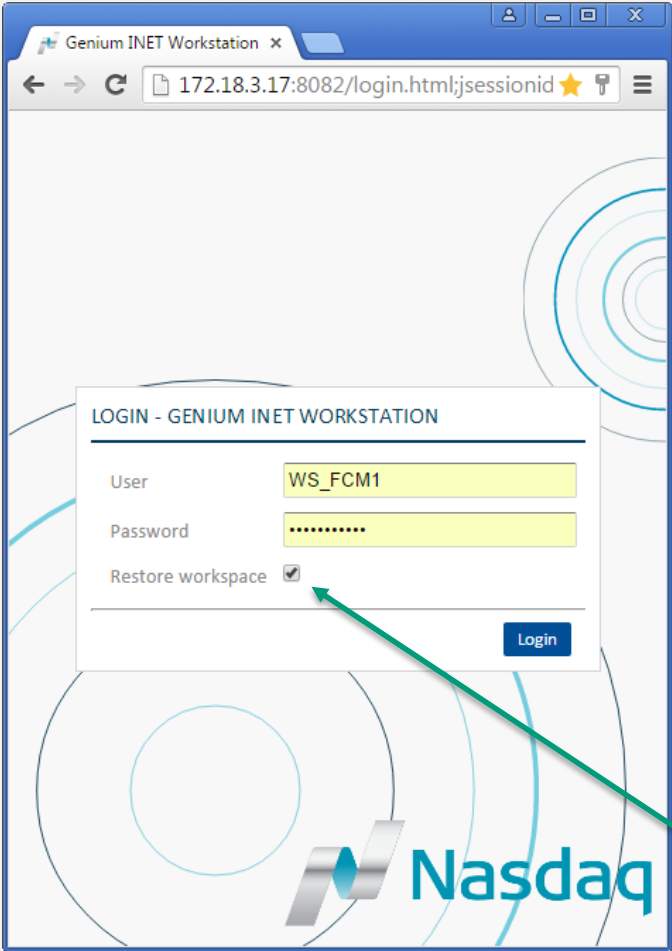 Genium INET Workstation
172.18.3.17:8082/login.html;jsessionid
LOGIN - GENIUM INET WORKSTATION
User WS_FCM1
Password •••••••••••
Restore workspace
Login
Nasdaq